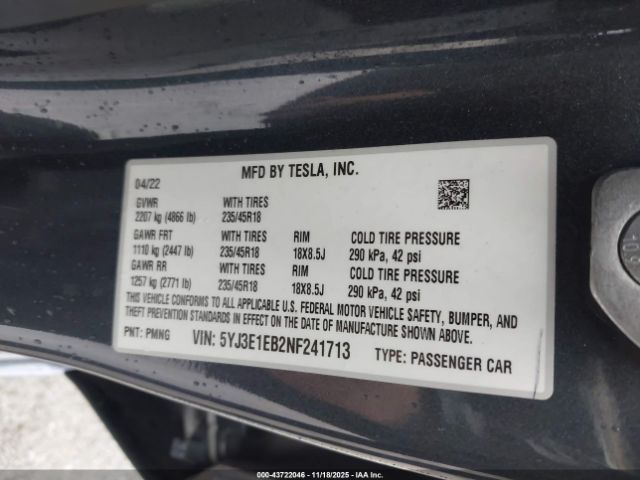 MFD BY TESLA, INC.
04/22
GVWR WITH TIRES
2207 kg (4866 lb) 235/45R18
GAWR FRT WITH TIRES RIM COLD TIRE PRESSURE
1110 kg (2447 lb) 235/45R18 18X8.5J 290 kPa, 42 psi
GAWR RR WITH TIRES RIM COLD TIRE PRESSURE
1257 kg (2771 lb) 235/45R18 18X8.5J 290 kPa, 42 psi
THIS VEHICLE CONFORMS TO ALL APPLICABLE U.S. FEDERAL MOTOR VEHICLE SAFETY, BUMPER, AND
THEFT PREVENTION STANDARDS IN EFFECT ON THE DATE OF MANUFACTURE SHOWN ABOVE.
PNT: PMNG VIN: 5YJ3E1EB2NF241713 TYPE: PASSENGER CAR
000-43722046 - 11/18/2025 - IAA Inc.